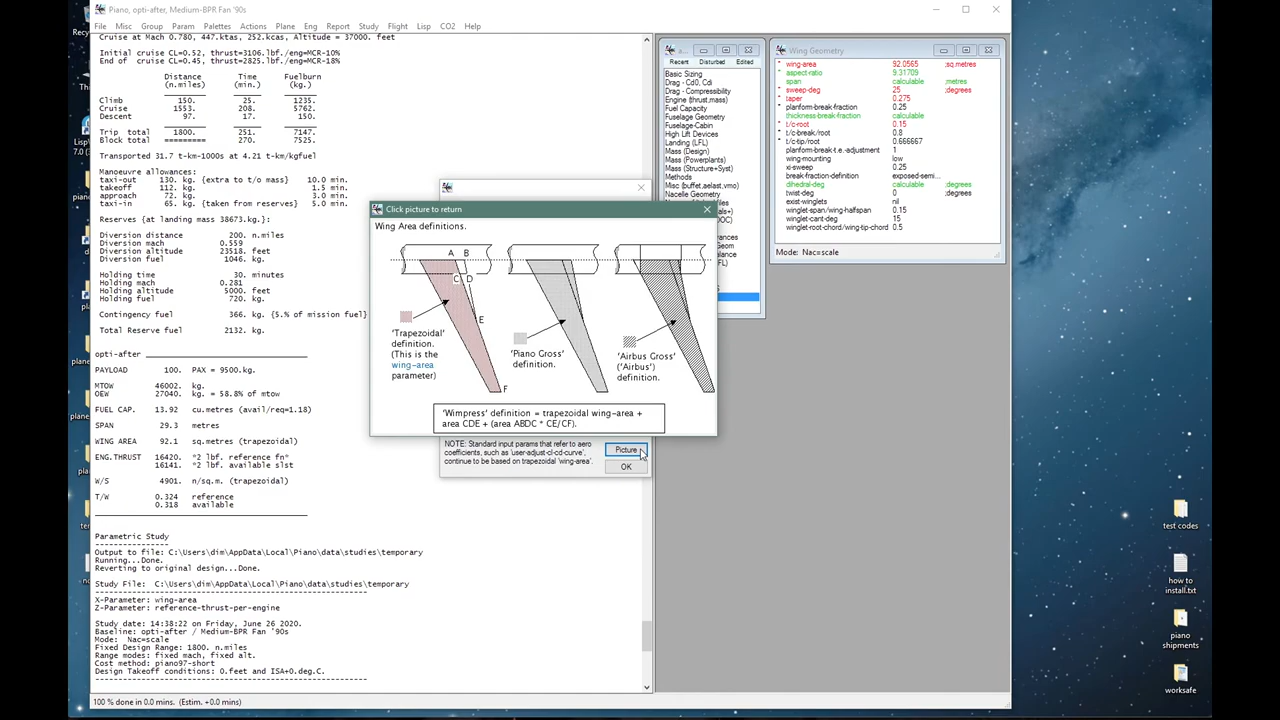 Piano, opti-after, Medium-BPR Fan '90s
File Misc Group Param Palettes Actions Plane Eng Report Study Flight Lisp CO2 Help
Cruise at Mach 0.780, 447.ktas, 252.kcas, Altitude = 37000. feet
Initial cruise CL=0.52, thrust=3106.lbf./eng=MCR-10%
End of cruise CL=0.45, thrust=2825.lbf./eng=MCR-18%
Distance Time Fuelburn
(n.miles) (min.) (kg.)
Climb 150. 25. 1235.
Cruise 1553. 208. 5762.
Descent 97. 17. 150.
Trip total 1800. 251. 7147.
Block total ========= 270. 7525.
Transported 31.7 t-km-1000s at 4.21 t-km/kgfuel
Manoeuvre allowances:
taxi-out 130. kg. {extra to t/o mass} 10.0 min.
takeoff 112. kg. 1.5 min.
approach 72. kg. 3.0 min.
taxi-in 65. kg. {taken from reserves} 5.0 min.
Reserves {at landing mass 38673.kg.}:
Diversion distance 200. n.miles
Diversion mach 0.559
Diversion altitude 23518. feet
Diversion fuel 1046. kg.
Holding time 30. minutes
Holding mach 0.281
Holding altitude 5000. feet
Holding fuel 720. kg.
Contingency fuel 366. kg. {5.% of mission fuel}
Total Reserve fuel 2132. kg.
opti-after
PAYLOAD 100. PAX = 9500.kg.
MTOW 46002. kg.
OEW 27040. kg. = 58.8% of mtow
FUEL CAP. 13.92 cu.metres (avail/req=1.18)
SPAN 29.3 metres
WING AREA 92.1 sq.metres (trapezoidal)
ENG.THRUST 16420. *2 lbf. reference fn*
16141. *2 lbf. available slst
W/S 4901. n/sq.m. (trapezoidal)
T/W 0.324 reference
0.318 available
Parametric Study
----------------
Output to file: C:\Users\dim\AppData\Local\Piano\data\studies\temporary
Running...Done.
Reverting to original design...Done.
Study File: C:\Users\dim\AppData\Local\Piano\data\studies\temporary
X-Parameter: wing-area
Z-Parameter: reference-thrust-per-engine
Study date: 14:38:22 on Friday, June 26 2020.
Baseline: opti-after / Medium-BPR Fan '90s
Mode: Nac=scale
Fixed Design Range: 1800. n.miles
Range modes: fixed mach, fixed alt.
Cost method: piano97-short
Design Takeoff conditions: 0.feet and ISA+0.deg.C.
100 % done in 0.0 mins. (Estim. +0.0 mins)
Click picture to return
Wing Area definitions.
A B
C D
E
F
'Trapezoidal'
definition.
(This is the
wing-area
parameter)
'Piano Gross'
definition.
'Airbus Gross'
('Airbus')
definition.
'Wimpress' definition = trapezoidal wing-area +
area CDE + (area ABDC * CE/CF).
NOTE: Standard input params that refer to aero
coefficients, such as 'user-adjust-cl-cd-curve',
continue to be based on trapezoidal 'wing-area'.
Picture
OK
Recent Disturbed Edited
Basic Sizing
Drag - Cd0, Cdi
Drag - Compressibility
Engine (thrust,mass)
Fuel Capacity
Fuselage Geometry
Fuselage-Cabin
High Lift Devices
Landing (LFL)
Mass (Design)
Mass (Powerplants)
Mass (Structure+Syst)
Methods
Misc (buffet,aelast,vmo)
Nacelle Geometry
Wing Geometry
* wing-area 92.0565 ;sq.metres
* aspect-ratio 9.31709
span calculable ;metres
* sweep-deg 25 ;degrees
* taper 0.275
planform-break-fraction 0.25
thickness-break-fraction calculable
* t/c-root 0.15
t/c-break/root 0.8
t/c-tip/root 0.666667
planform-break-t.e.-adjustment 1
wing-mounting low
xi-sweep 0.25
break-fraction-definition exposed-semi...
dihedral-deg calculable ;degrees
twist-deg 0 ;degrees
exist-winglets nil
winglet-span/wing-halfspan 0.15
winglet-cant-deg 15
winglet-root-chord/wing-tip-chord 0.5
Mode: Nac=scale
test codes
how to
install.txt
piano
shipments
worksafe